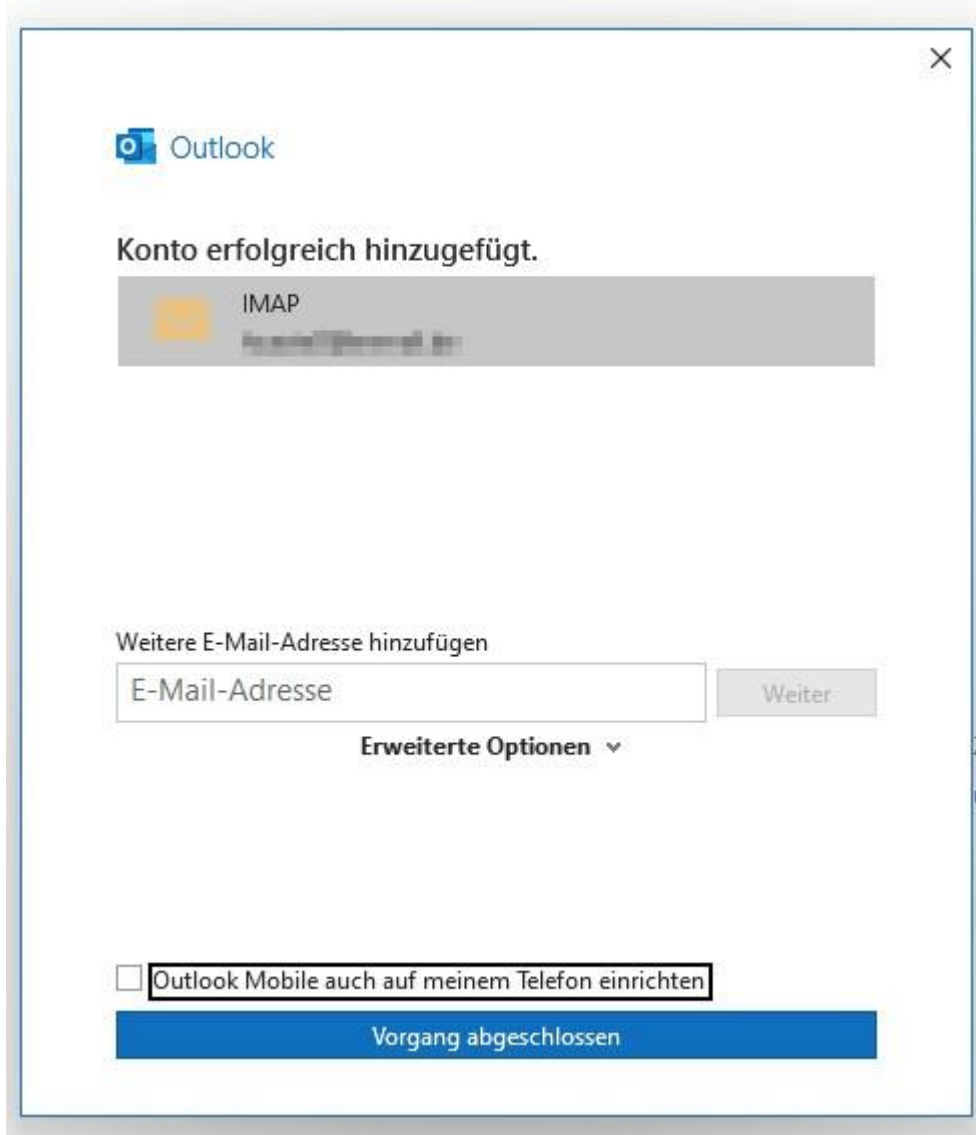 Outlook
Konto erfolgreich hinzugefügt.
IMAP
Weitere E-Mail-Adresse hinzufügen
E-Mail-Adresse
Weiter
Erweiterte Optionen
Outlook Mobile auch auf meinem Telefon einrichten
Vorgang abgeschlossen